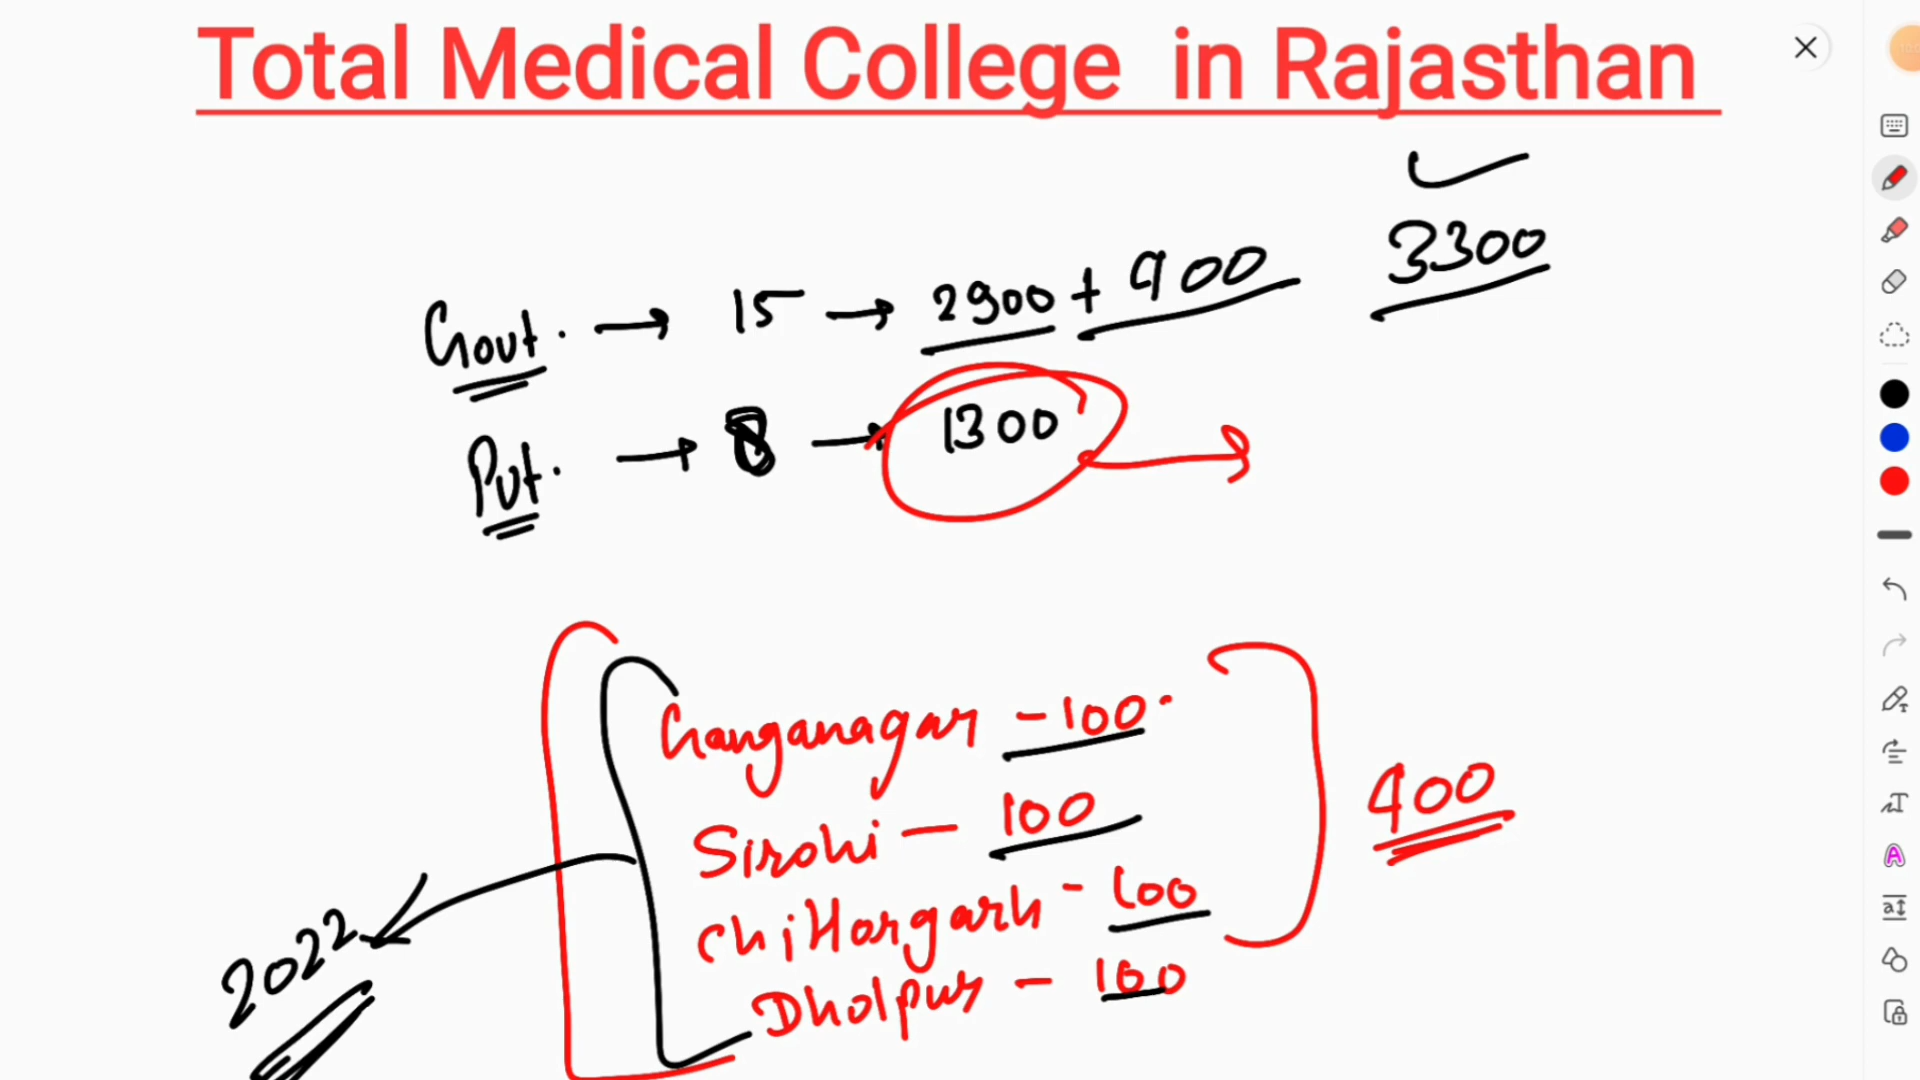 Total Medical College in Rajasthan
3300
Govt. → 15 → 2900 + 400
Pvt. → 8 → 1300
Ganganagar - 100
Sirohi - 100
400
Chittorgarh - 100
2022
Dholpur - 100